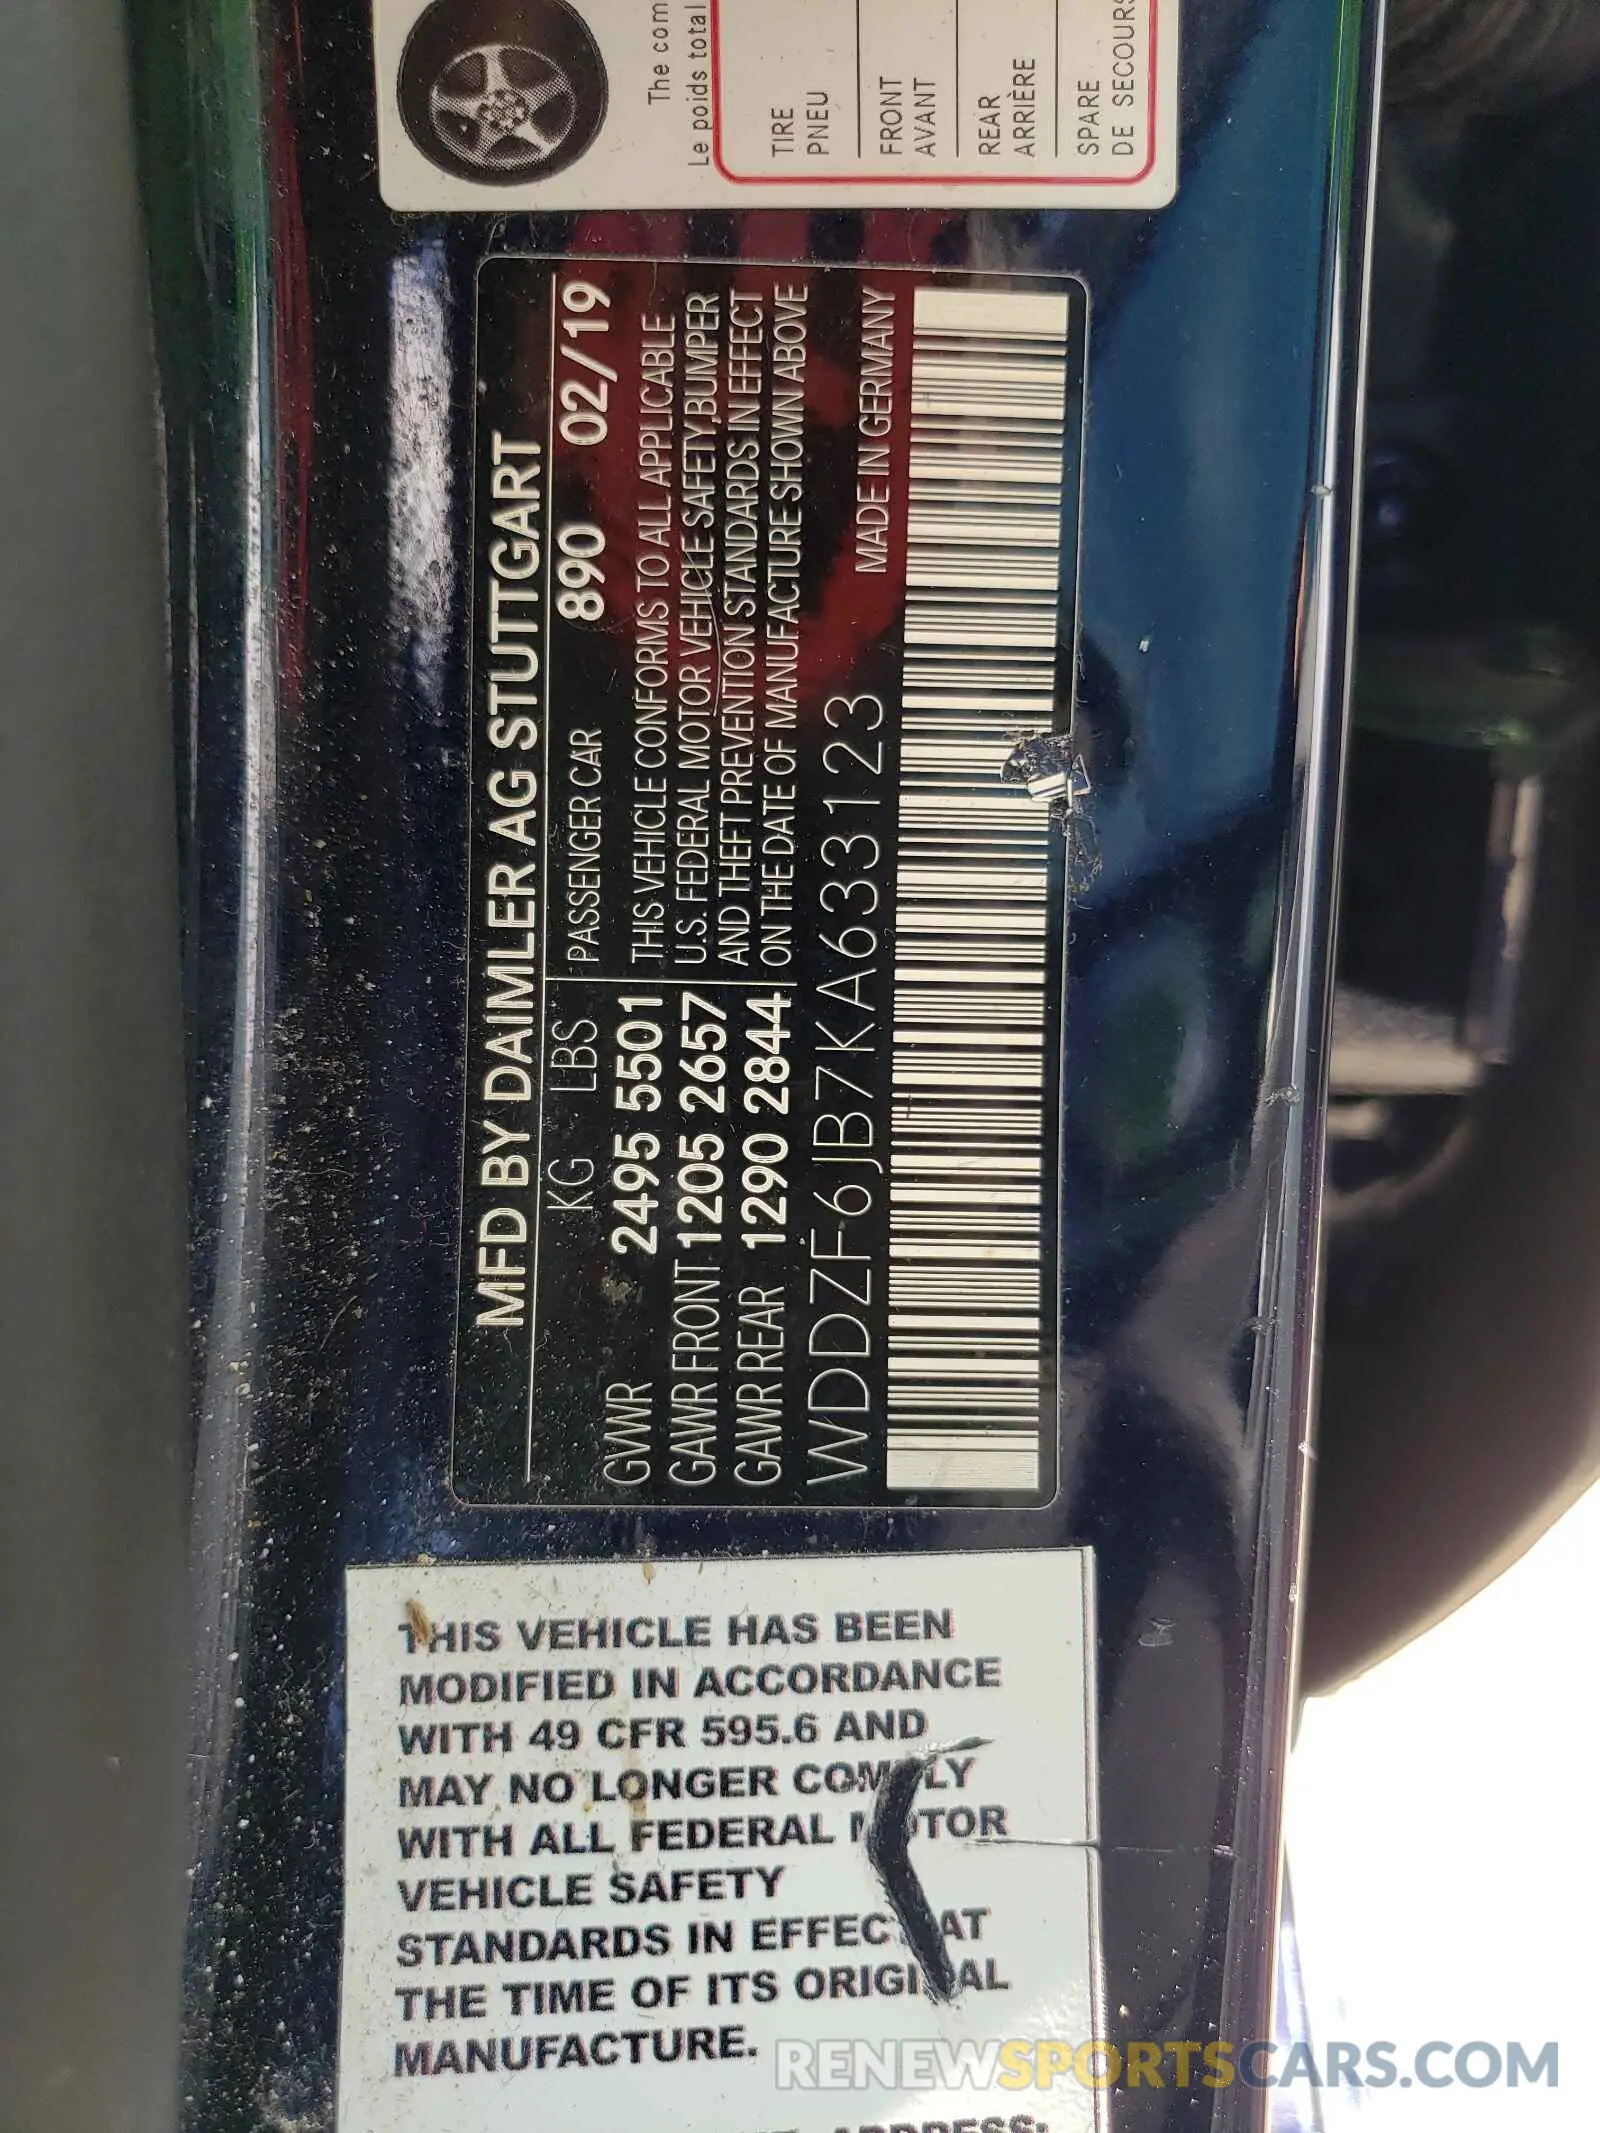 The com
Le poids total
TIRE
PNEU
FRONT
AVANT
REAR
ARRIÈRE
SPARE
DE SECOURS
MFD BY DAIMLER AG STUTTGART
KG LBS
GVWR 2495 5501
GAWR FRONT 1205 2657
GAWR REAR 1290 2844
PASSENGER CAR 890 02/19
THIS VEHICLE CONFORMS TO ALL APPLICABLE
U.S. FEDERAL MOTOR VEHICLE SAFETY, BUMPER
AND THEFT PREVENTION STANDARDS IN EFFECT
ON THE DATE OF MANUFACTURE SHOWN ABOVE
MADE IN GERMANY
WDDZF6JB7KA633123
THIS VEHICLE HAS BEEN
MODIFIED IN ACCORDANCE
WITH 49 CFR 595.6 AND
MAY NO LONGER COMPLY
WITH ALL FEDERAL MOTOR
VEHICLE SAFETY
STANDARDS IN EFFECT AT
THE TIME OF ITS ORIGINAL
MANUFACTURE.
ADDRESS:
RENEWSPORTSCARS.COM